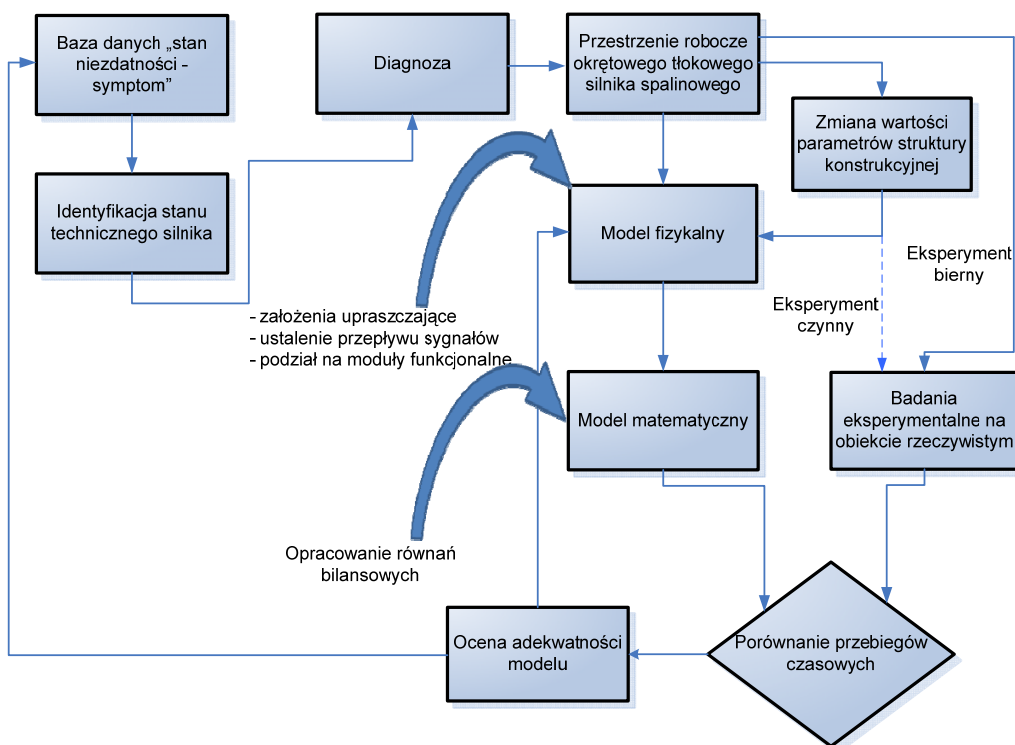 Baza danych „stan
niezdatności -
symptom”
Diagnoza
Przestrzenie robocze
okrętowego tłokowego
silnika spalinowego
Zmiana wartości
parametrów struktury
konstrukcyjnej
Identyfikacja stanu
technicznego silnika
Model fizykalny
Eksperyment
bierny
Eksperyment
czynny
- założenia upraszczające
- ustalenie przepływu sygnałów
- podział na moduły funkcjonalne
Model matematyczny
Badania
eksperymentalne na
obiekcie rzeczywistym
Opracowanie równań
bilansowych
Ocena adekwatności
modelu
Porównanie przebiegów
czasowych